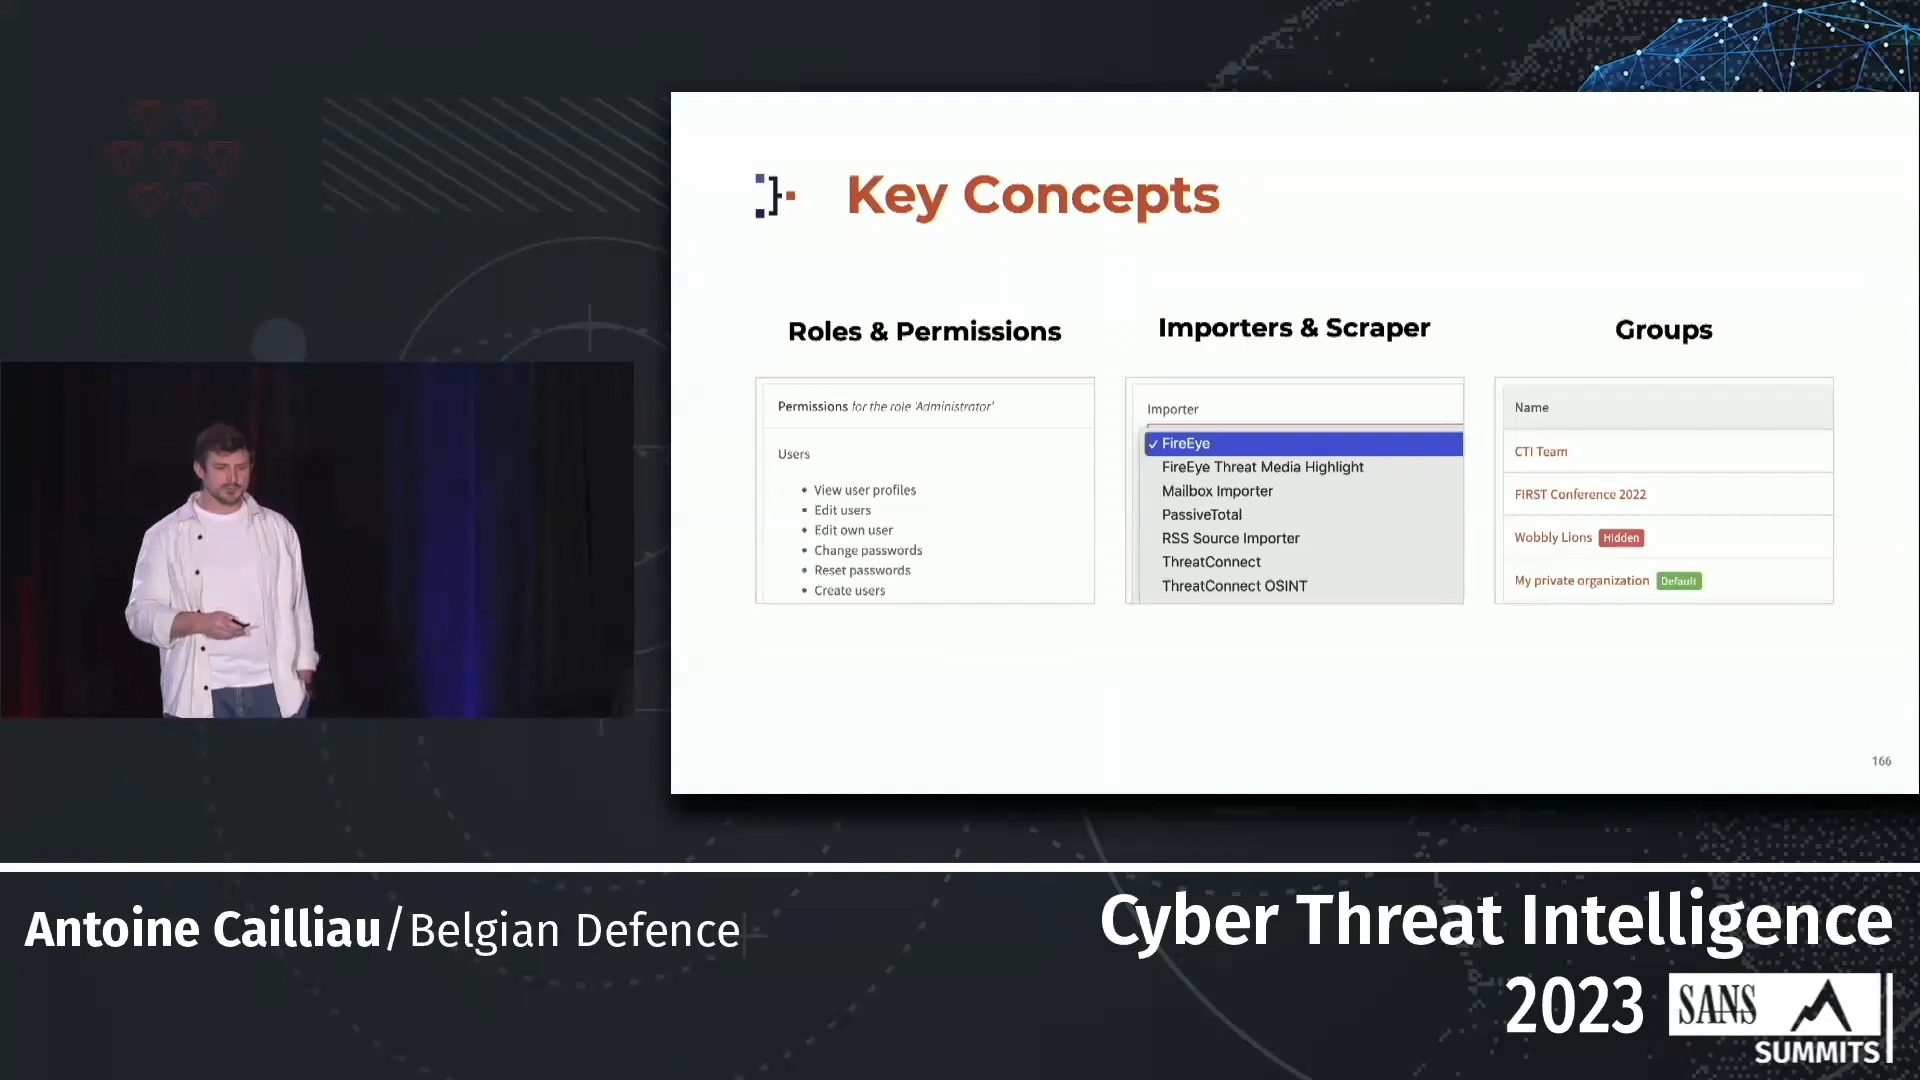 Key Concepts
Roles & Permissions
Permissions for the role 'Administrator'
Users
• View user profiles
• Edit users
• Edit own user
• Change passwords
• Reset passwords
• Create users
Importers & Scraper
Importer
✓ FireEye
FireEye Threat Media Highlight
Mailbox Importer
PassiveTotal
RSS Source Importer
ThreatConnect
ThreatConnect OSINT
Groups
Name
CTI Team
FIRST Conference 2022
Wobbly Lions Hidden
My private organization Default
166
Antoine Cailliau/Belgian Defence
Cyber Threat Intelligence
2023
SANS
SUMMITS